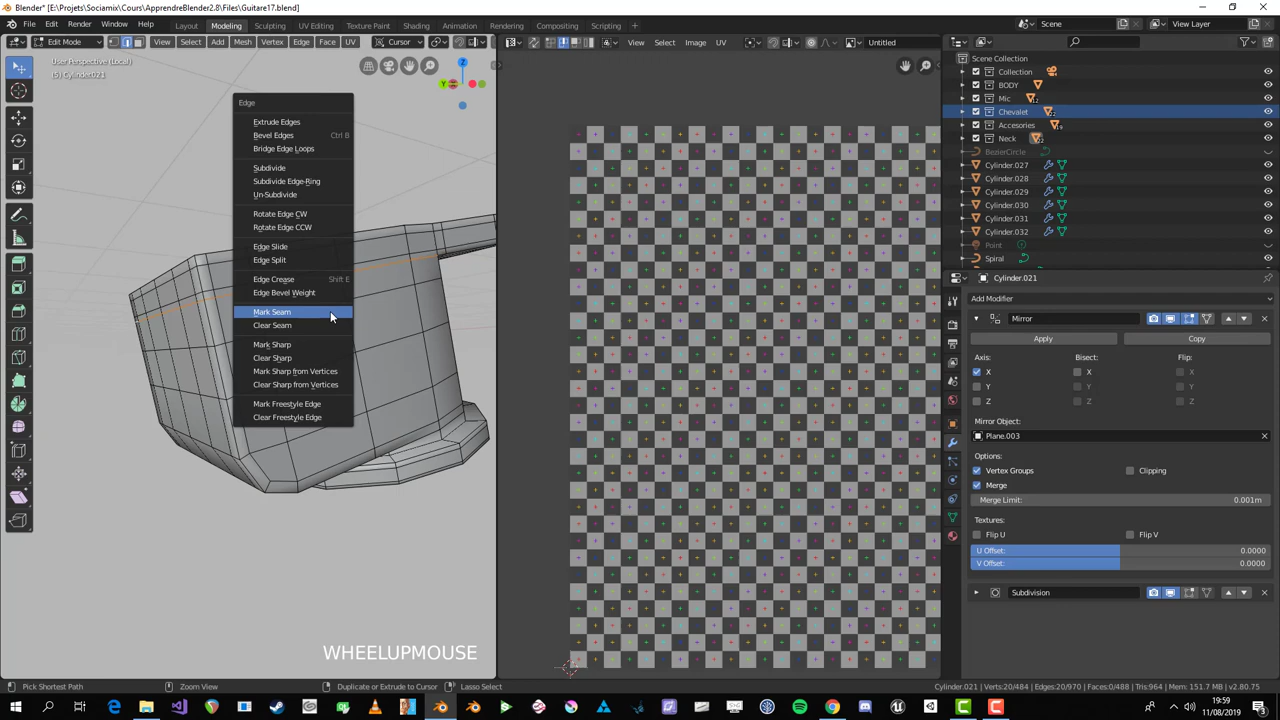 Blender* [E:\Projets\Sociamix\Cours\ApprendreBlender2.8\Files\Guitare17.blend]
File Edit Render Window Help Layout Modeling Sculpting UV Editing Texture Paint Shading Animation Rendering Compositing Scripting Scene View Layer
Edit Mode View Select Add Mesh Vertex Edge Face UV Cursor View Select Image UV Untitled
User Perspective (Local)
(5) Cylinder021
Z
Y
Edge
Extrude Edges
Bevel Edges Ctrl B
Bridge Edge Loops
Subdivide
Subdivide Edge-Ring
Un-Subdivide
Rotate Edge CW
Rotate Edge CCW
Edge Slide
Edge Split
Edge Crease Shift E
Edge Bevel Weight
Mark Seam
Clear Seam
Mark Sharp
Clear Sharp
Mark Sharp from Vertices
Clear Sharp from Vertices
Mark Freestyle Edge
Clear Freestyle Edge
WHEELUPMOUSE
Scene Collection
Collection
BODY
Mic
Chevalet
Accesories
Neck
BezierCircle
Cylinder.027
Cylinder.028
Cylinder.029
Cylinder.030
Cylinder.031
Cylinder.032
Point
Spiral
Cylinder.021
Add Modifier
Mirror
Apply Copy
Axis: Bisect: Flip:
X X X
Y Y Y
Z Z Z
Mirror Object:
Plane.003
Options:
Vertex Groups Clipping
Merge
Merge Limit: 0.001m
Textures:
Flip U Flip V
U Offset: 0.0000
V Offset: 0.0000
Subdivision
Pick Shortest Path Zoom View Duplicate or Extrude to Cursor Lasso Select Cylinder.021 | Verts:20/484 | Edges:20/970 | Faces:0/488 | Tris:964 | Mem: 151.7 MB | v2.80.75
19:59
11/08/2019